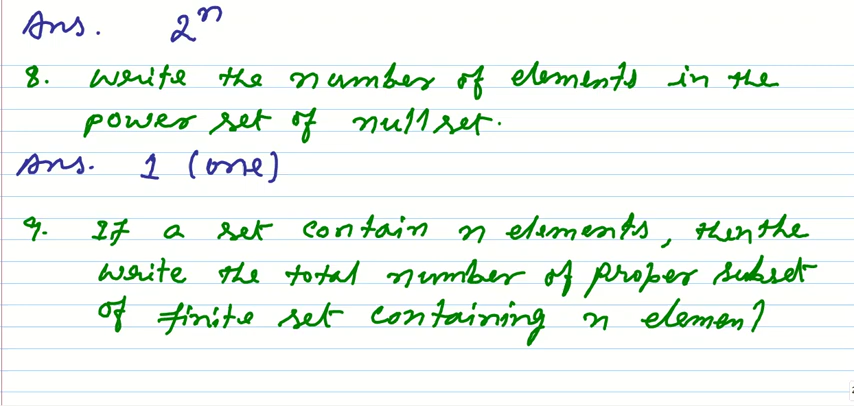 Ans. 2^n
8. Write the number of elements in the
power set of null set.
Ans. 1 (one)
9. If a set contain n elements, then the
write the total number of proper subset
of finite set containing n element